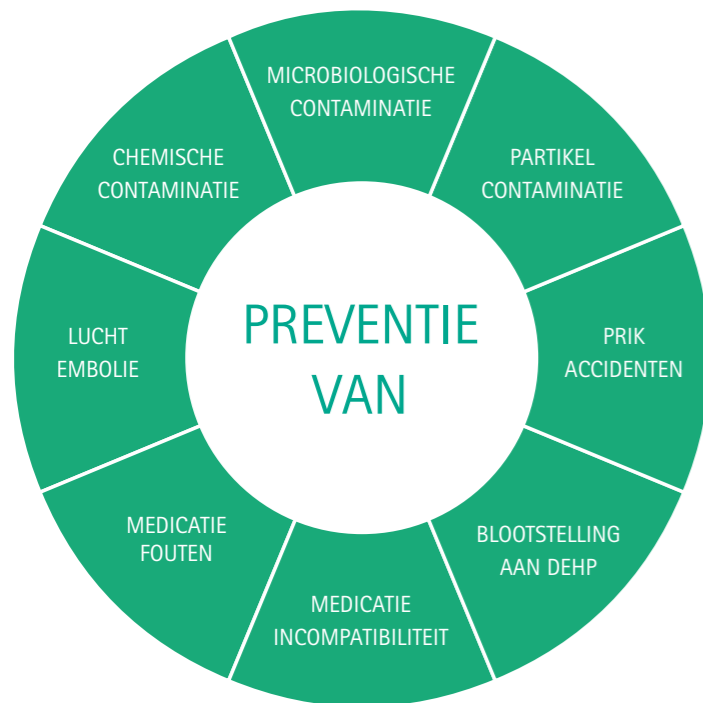 PREVENTIE
VAN
MICROBIOLOGISCHE
CONTAMINATIE
PARTIKEL
CONTAMINATIE
PRIK
ACCIDENTEN
BLOOTSTELLING
AAN DEHP
MEDICATIE
INCOMPATIBILITEIT
MEDICATIE
FOUTEN
LUCHT
EMBOLIE
CHEMISCHE
CONTAMINATIE